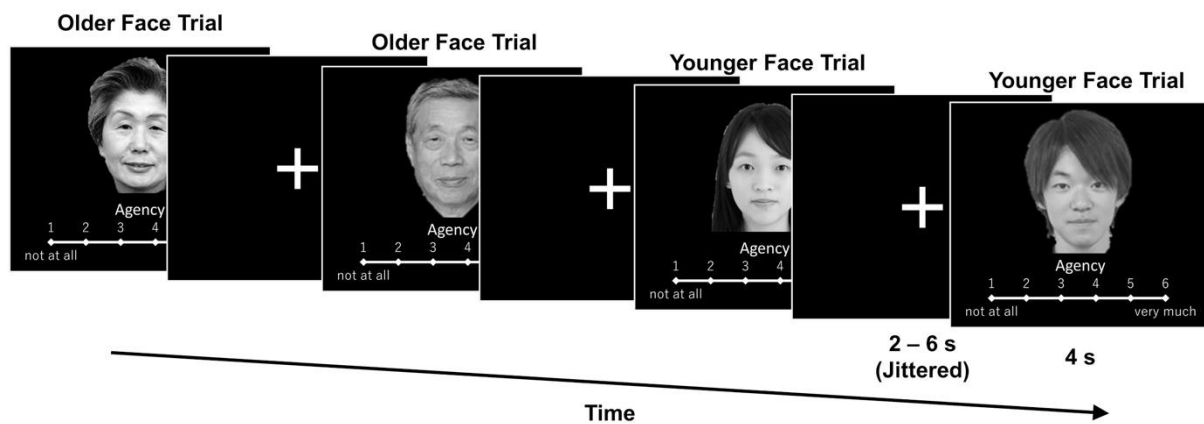 Older Face Trial
Older Face Trial
Younger Face Trial
Younger Face Trial
Agency
1 2 3 4
not at all
Agency
1 2 3 4
not at all
Agency
1 2 3 4
not at all
Agency
1 2 3 4 5 6
not at all very much
2 – 6 s
(Jittered)
4 s
Time